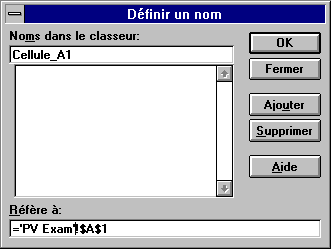 Définir un nom
Noms dans le classeur:
Cellule_A1
OK
Fermer
Ajouter
Supprimer
Aide
Réfère à:
='PV Exam'!$A$1